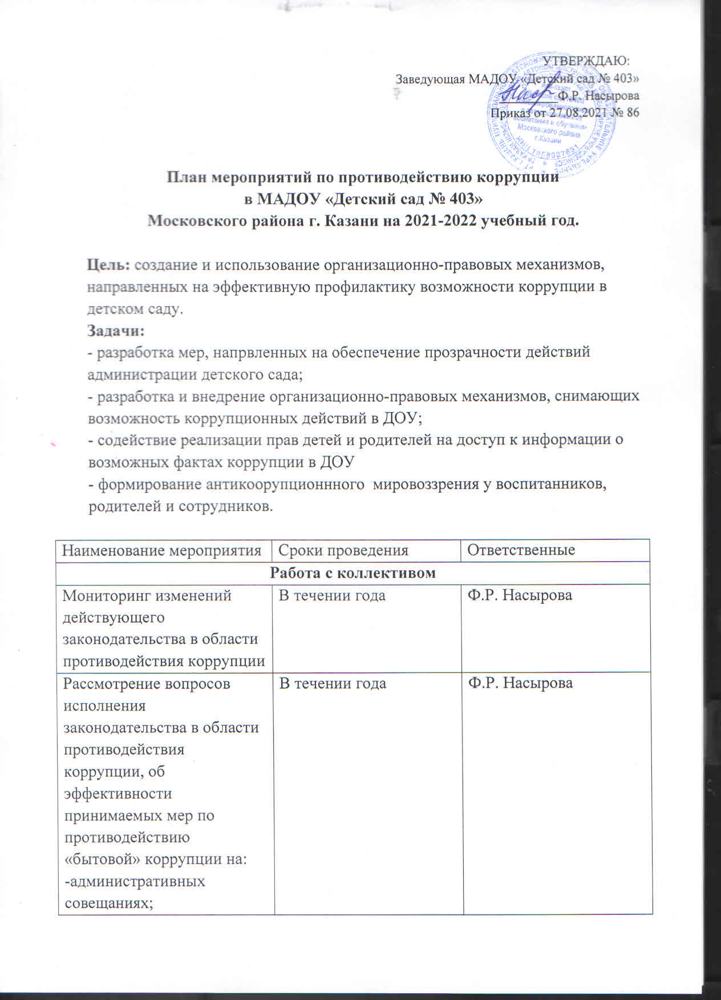 УТВЕРЖДАЮ:
Заведующая МАДОУ «Детский сад № 403»
Ф.Р. Насырова
Приказ от 27.08.2021 № 86
воспитания и обучения»
Московского района
г.Казани
План мероприятий по противодействию коррупции
в МАДОУ «Детский сад № 403»
Московского района г. Казани на 2021-2022 учебный год.
Цель: создание и использование организационно-правовых механизмов,
направленных на эффективную профилактику возможности коррупции в
детском саду.
Задачи:
- разработка мер, напрвленных на обеспечение прозрачности действий
администрации детского сада;
- разработка и внедрение организационно-правовых механизмов, снимающих
возможность коррупционных действий в ДОУ;
- содействие реализации прав детей и родителей на доступ к информации о
возможных фактах коррупции в ДОУ
- формирование антикоорупционнного мировоззрения у воспитанников,
родителей и сотрудников.
Наименование мероприятия Сроки проведения Ответственные
Работа с коллективом
Мониторинг изменений В течении года Ф.Р. Насырова
действующего
законодательства в области
противодействия коррупции
Рассмотрение вопросов В течении года Ф.Р. Насырова
исполнения
законодательства в области
противодействия
коррупции, об
эффективности
принимаемых мер по
противодействию
«бытовой» коррупции на:
-административных
совещаниях;